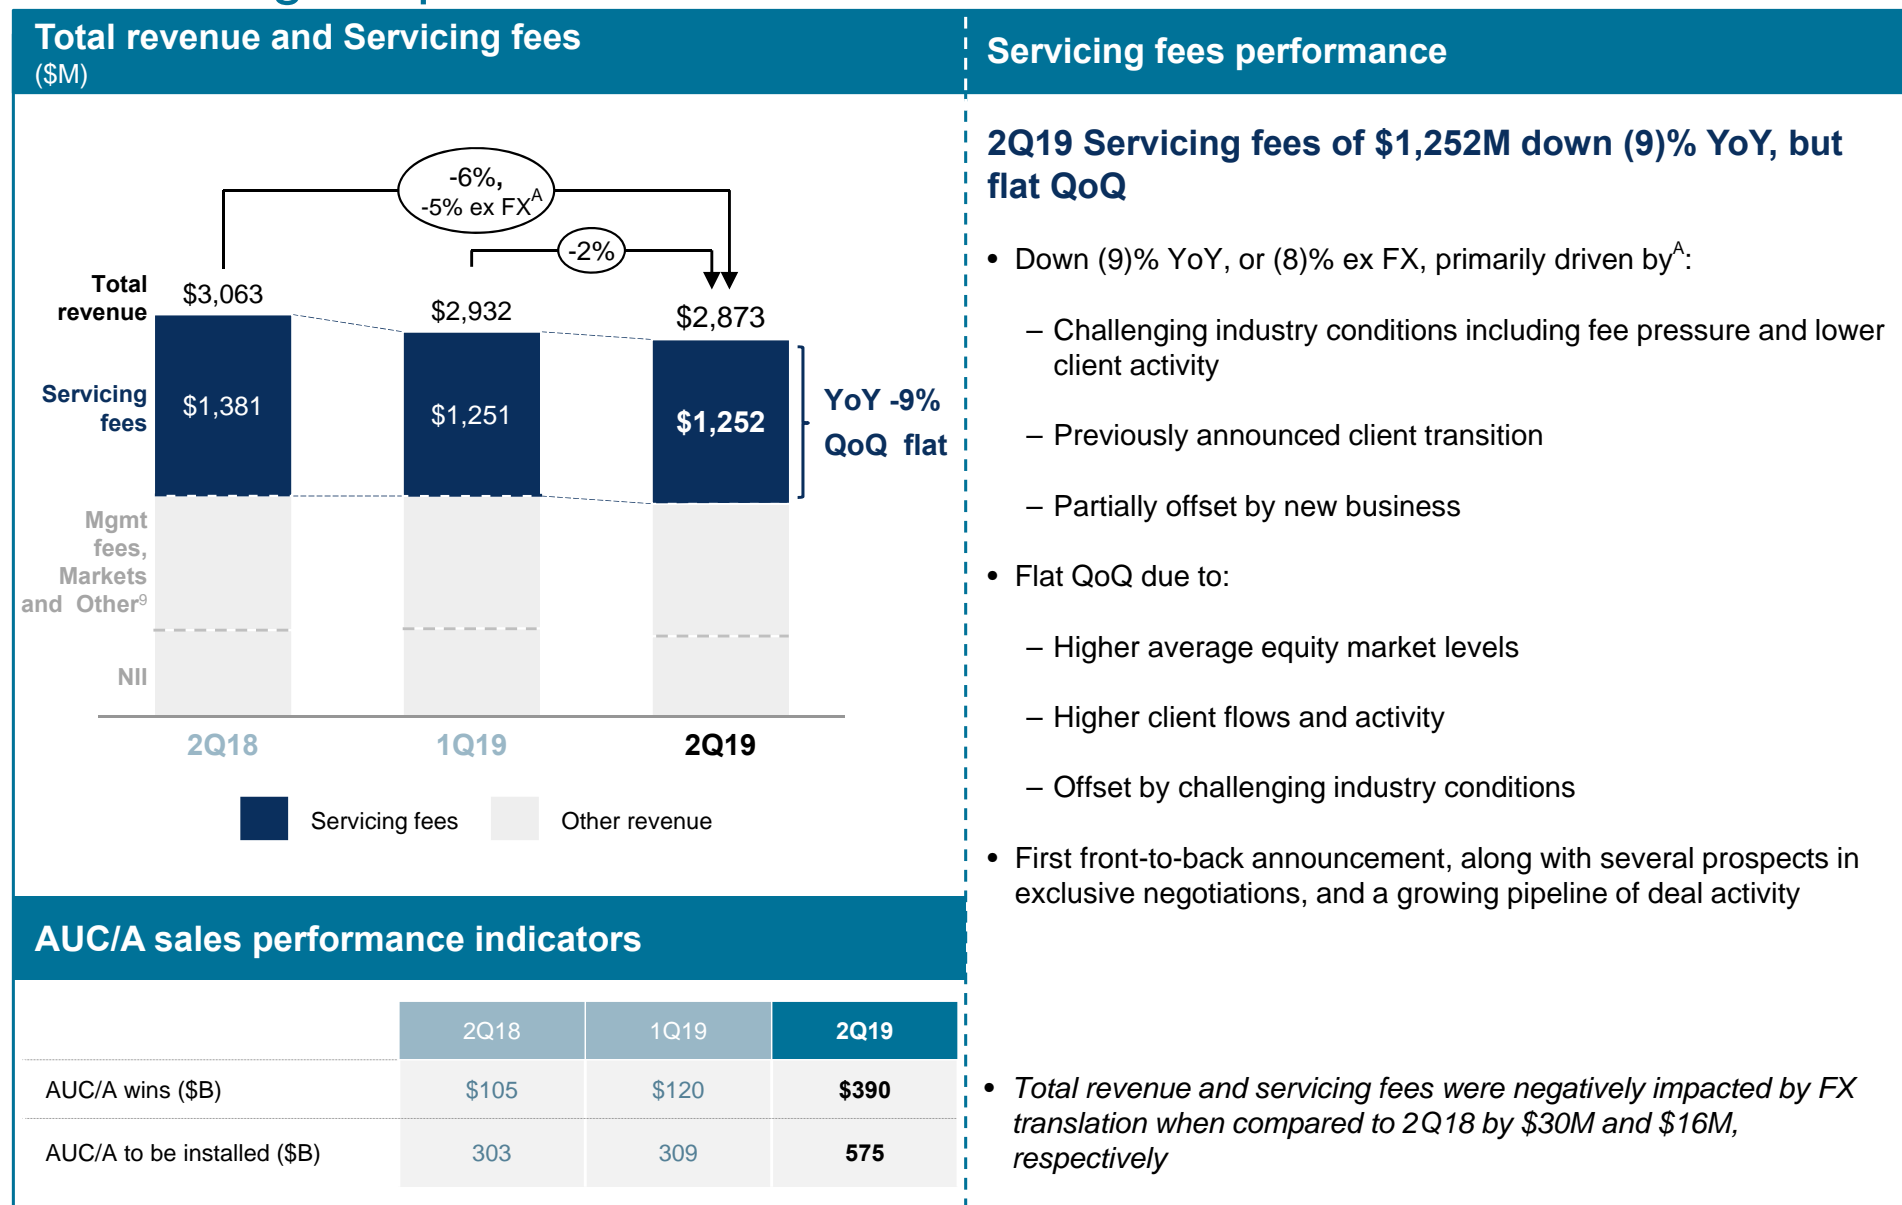 Total revenue and Servicing fees
($M)
-6%,
-5% ex FXA
-2%
Total
revenue
$3,063
$2,932
$2,873
Servicing
fees
$1,381
$1,251
$1,252
YoY -9%
QoQ flat
Mgmt
fees,
Markets
and Other9
NII
2Q18
1Q19
2Q19
Servicing fees
Other revenue
AUC/A sales performance indicators
2Q18 1Q19 2Q19
AUC/A wins ($B) $105 $120 $390
AUC/A to be installed ($B) 303 309 575
Servicing fees performance
2Q19 Servicing fees of $1,252M down (9)% YoY, but
flat QoQ
• Down (9)% YoY, or (8)% ex FX, primarily driven byA:
– Challenging industry conditions including fee pressure and lower
client activity
– Previously announced client transition
– Partially offset by new business
• Flat QoQ due to:
– Higher average equity market levels
– Higher client flows and activity
– Offset by challenging industry conditions
• First front-to-back announcement, along with several prospects in
exclusive negotiations, and a growing pipeline of deal activity
• Total revenue and servicing fees were negatively impacted by FX
translation when compared to 2Q18 by $30M and $16M,
respectively